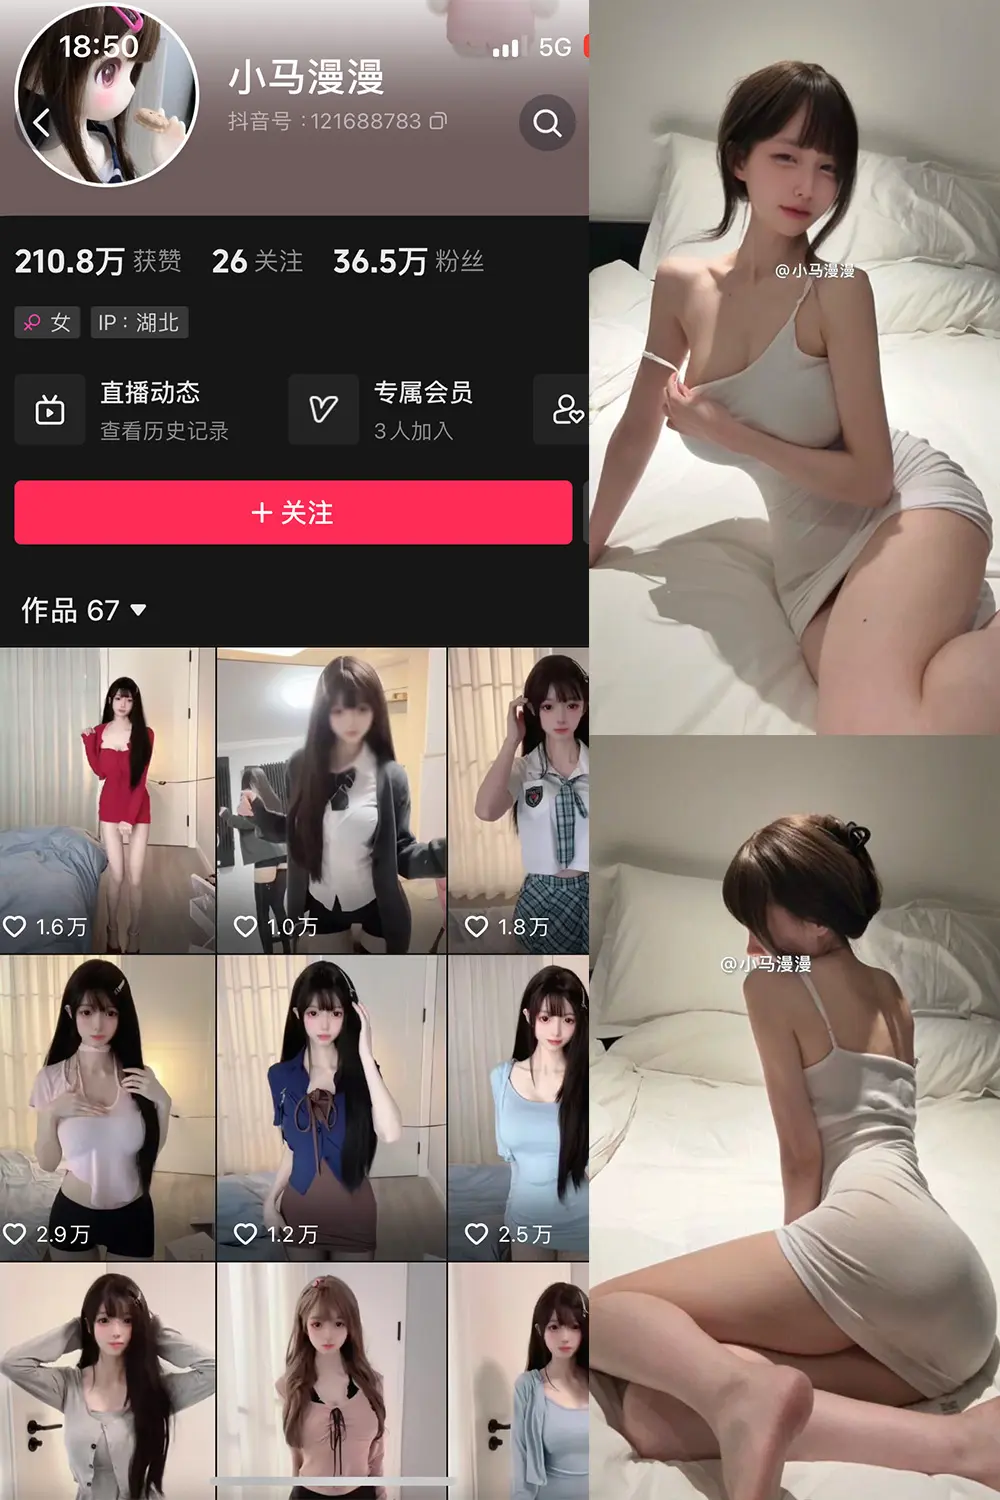 18:50
5G
小马漫漫
抖音号：121688783
210.8万 获赞 26 关注 36.5万 粉丝
女 IP：湖北
直播动态
查看历史记录
专属会员
3人加入
+ 关注
作品 67
1.6万
1.0万
1.8万
2.9万
1.2万
2.5万
@小马漫漫
@小马漫漫